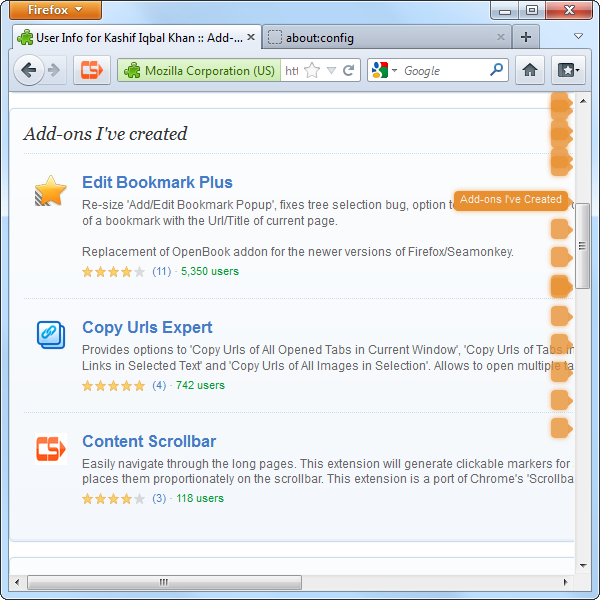 Firefox
User Info for Kashif Iqbal Khan :: Add-...
about:config
Mozilla Corporation (US)
Google
Add-ons I've created
Edit Bookmark Plus
Re-size 'Add/Edit Bookmark Popup', fixes tree selection bug, option
Add-ons I've Created
of a bookmark with the Url/Title of current page.
Replacement of OpenBook addon for the newer versions of Firefox/Seamonkey.
(11) · 5,350 users
Copy Urls Expert
Provides options to 'Copy Urls of All Opened Tabs in Current Window', 'Copy Urls of Tabs in
Links in Selected Text' and 'Copy Urls of All Images in Selection'. Allows to open multiple
(4) · 742 users
CS
Content Scrollbar
Easily navigate through the long pages. This extension will generate clickable markers for
places them proportionately on the scrollbar. This extension is a port of Chrome's 'Scrollba
(3) · 118 users